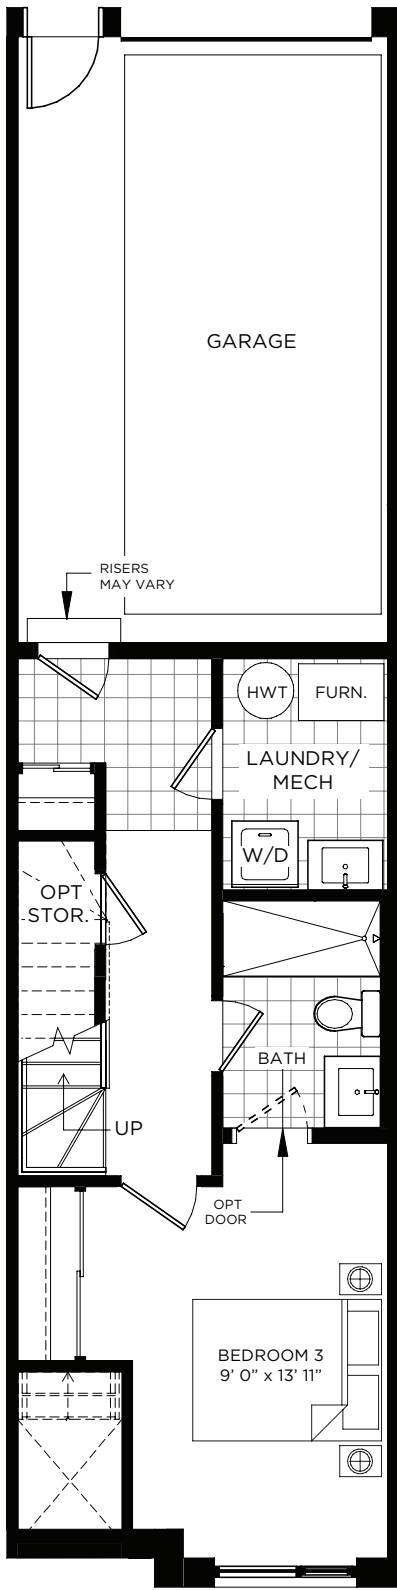 GARAGE
RISERS
MAY VARY
HWT
FURN.
LAUNDRY/
MECH
W/D
OPT
STOR.
BATH
UP
OPT
DOOR
BEDROOM 3
9’ 0” x 13’ 11”